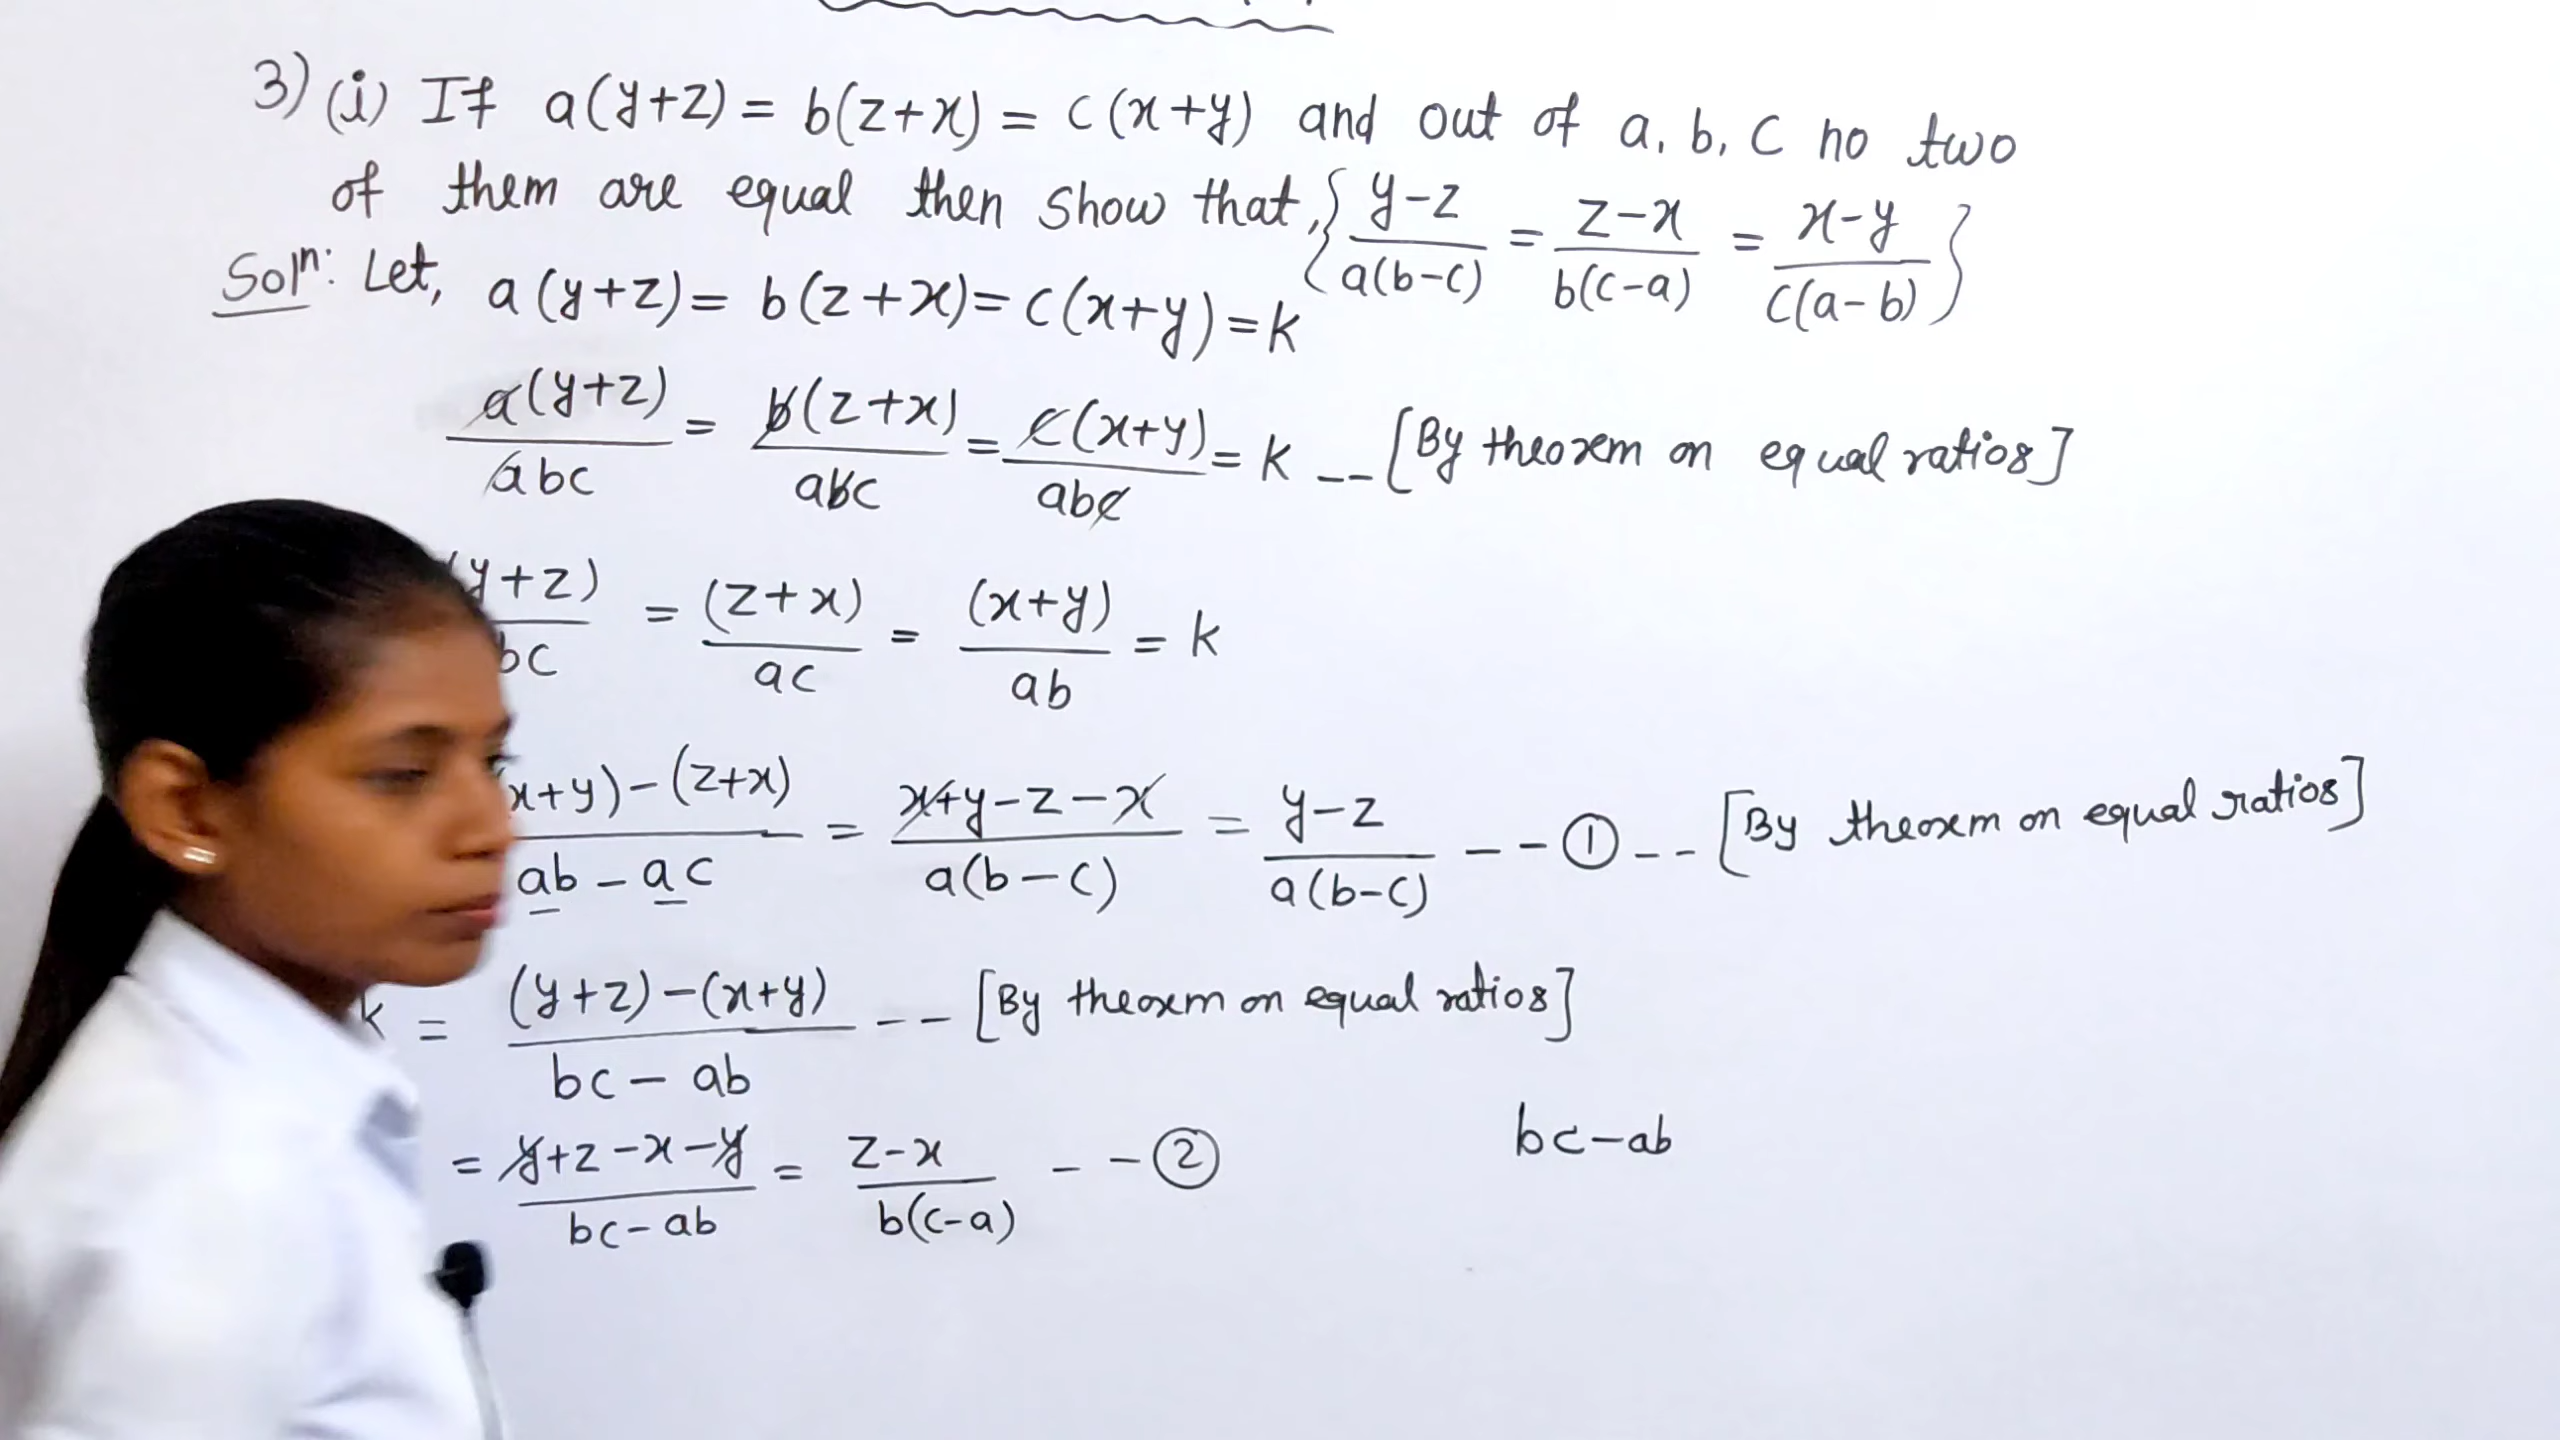 3) (i) If a(y+z) = b(z+x) = c(x+y) and out of a, b, c no two
of them are equal then show that, { y-z / a(b-c) = z-x / b(c-a) = x-y / c(a-b) }
Solⁿ: Let, a(y+z) = b(z+x) = c(x+y) = k
a(y+z) / abc = b(z+x) / abc = c(x+y) / abc = k -- [By theorem on equal ratios]
y+z) / bc = (z+x) / ac = (x+y) / ab = k
x+y)-(z+x) / ab-ac = x+y-z-x / a(b-c) = y-z / a(b-c) -- ① -- [By theorem on equal ratios]
k = (y+z)-(x+y) / bc-ab -- [By theorem on equal ratios]
= y+z-x-y / bc-ab = z-x / b(c-a) -- ②
bc-ab